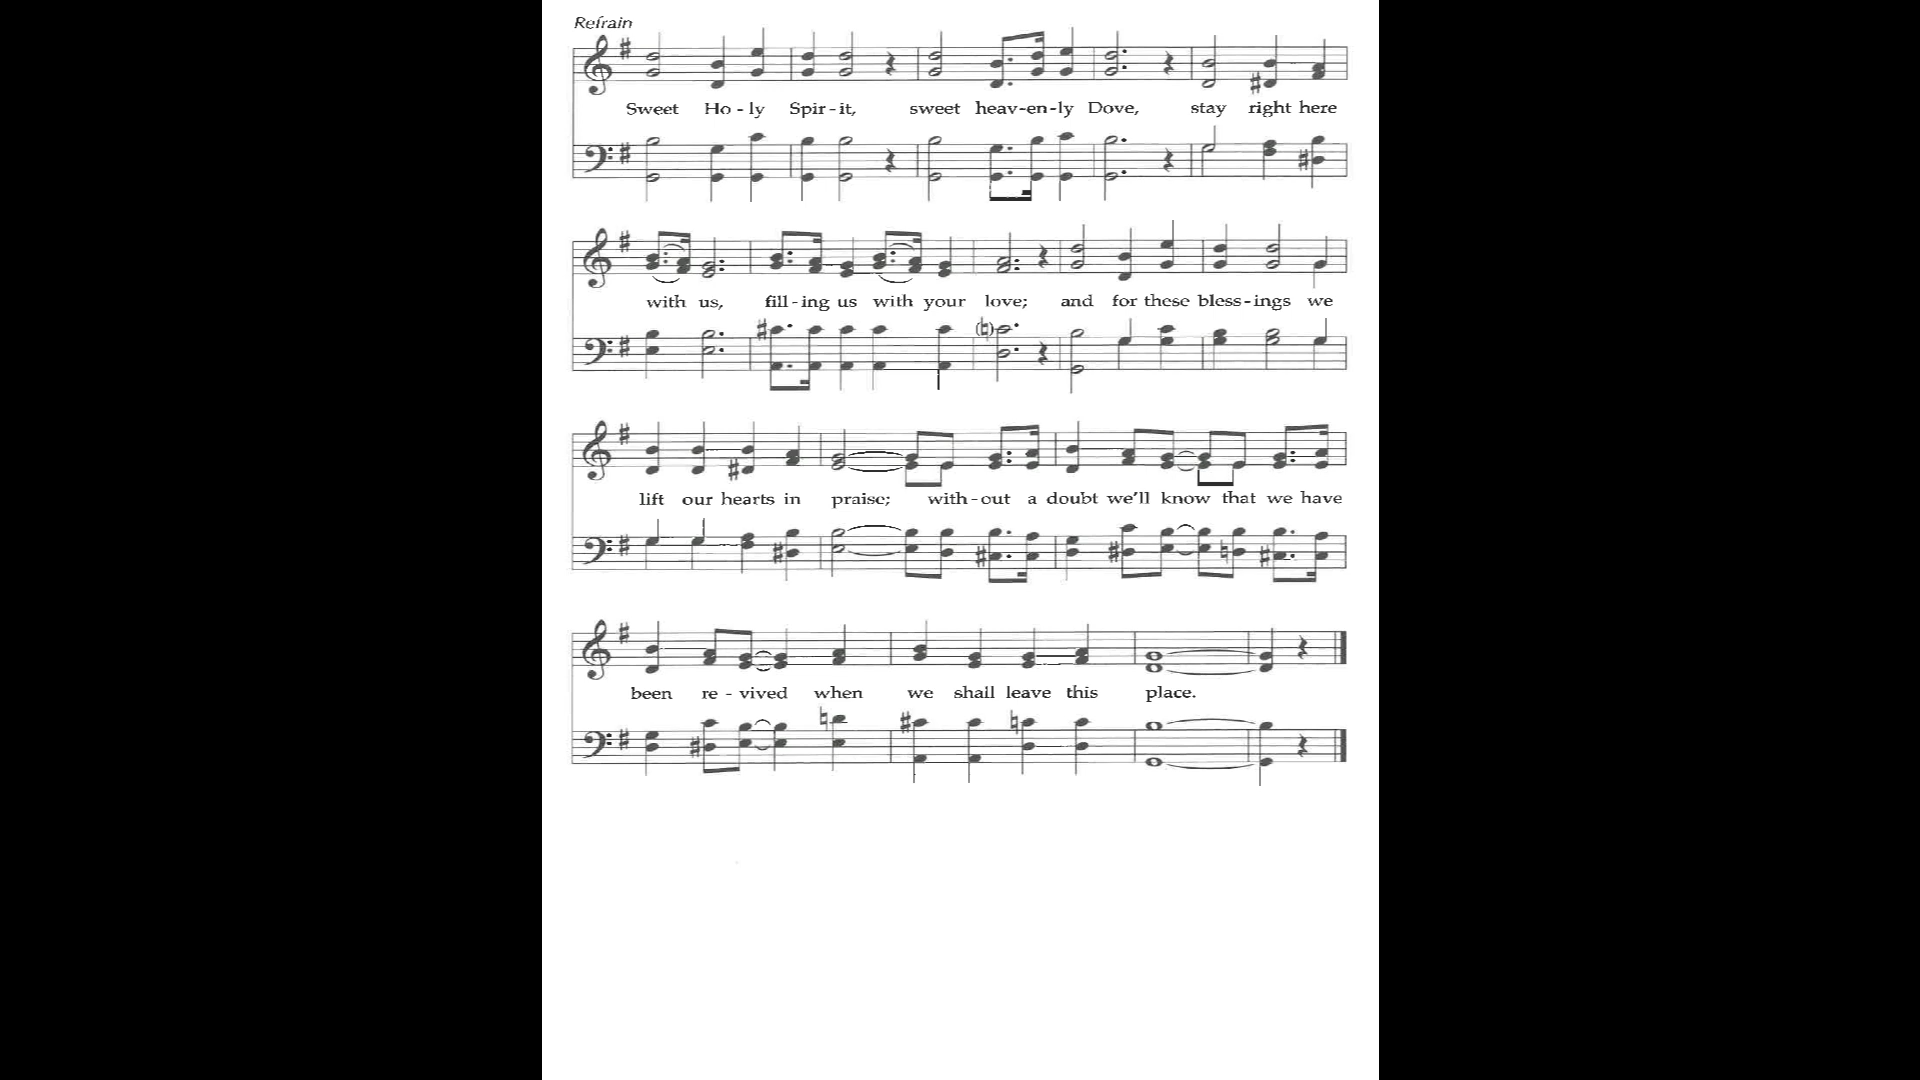 Refrain
Sweet Ho - ly Spir - it, sweet heav - en - ly Dove, stay right here
with us, fill - ing us with your love; and for these bless - ings we
lift our hearts in praise; with - out a doubt we'll know that we have
been re - vived when we shall leave this place.